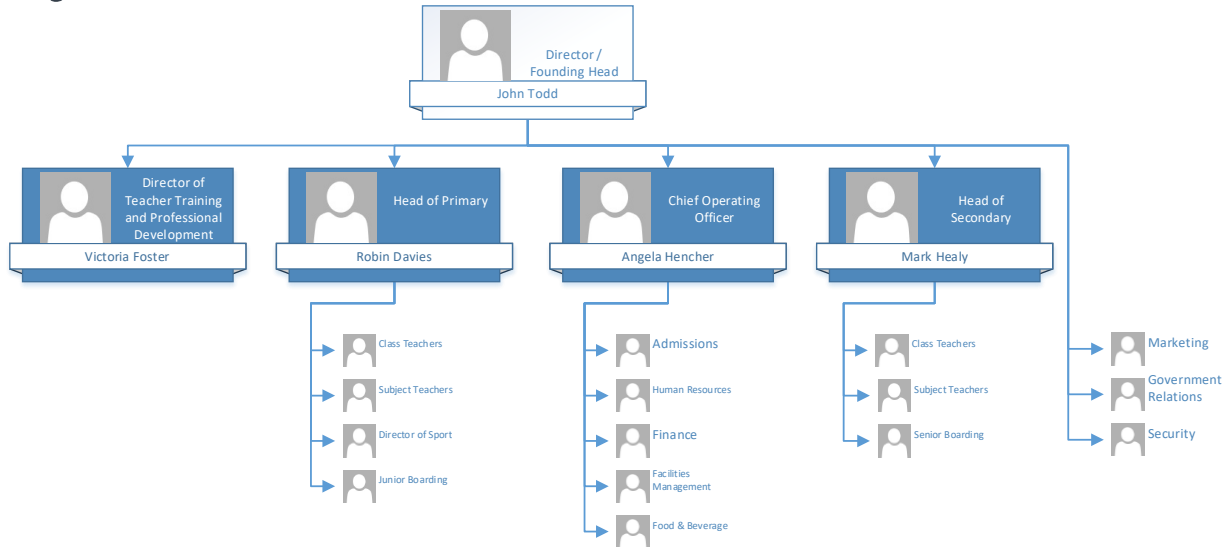 Director /
Founding Head
John Todd
Director of
Teacher Training
and Professional
Development
Victoria Foster
Head of Primary
Robin Davies
Chief Operating
Officer
Angela Hencher
Head of
Secondary
Mark Healy
Class Teachers
Subject Teachers
Director of Sport
Junior Boarding
Admissions
Human Resources
Finance
Facilities
Management
Food & Beverage
Class Teachers
Subject Teachers
Senior Boarding
Marketing
Government
Relations
Security